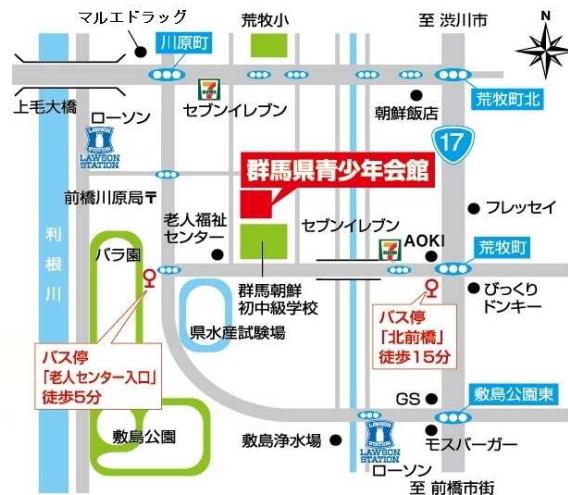 マルエドラッグ
荒牧小
至 渋川市
N
川原町
上毛大橋
7 ELEVEN
セブンイレブン
朝鮮飯店
荒牧町北
ローソン
LAWSON
STATION
17
群馬県青少年会館
前橋川原局〒
老人福祉
センター
セブンイレブン
フレッセイ
利根川
バラ園
7 ELEVEN
AOKI
荒牧町
群馬朝鮮
初中級学校
びっくり
ドンキー
県水産試験場
バス停
「北前橋」
徒歩15分
バス停
「老人センター入口」
徒歩5分
GS
敷島公園東
敷島公園
敷島浄水場
LAWSON
STATION
モスバーガー
ローソン
至 前橋市街